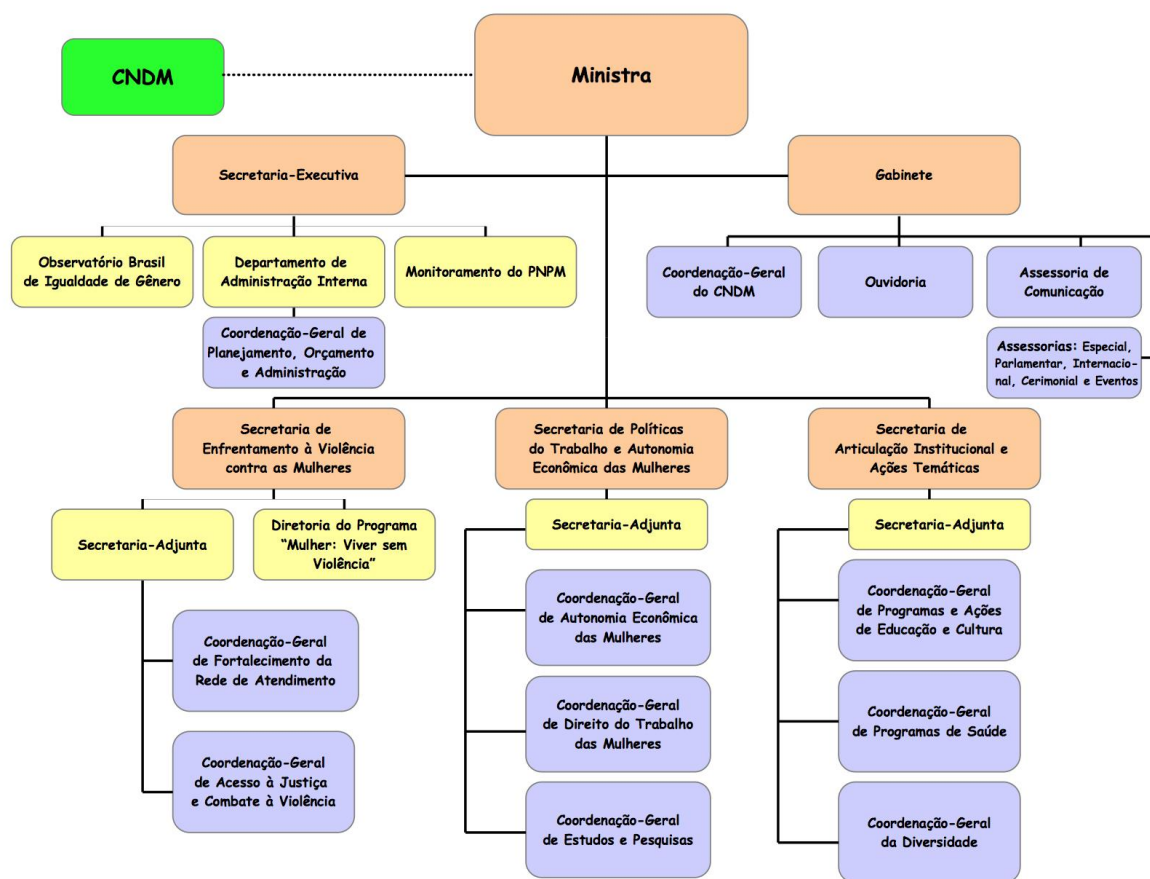 CNDM
Ministra
Secretaria-Executiva
Gabinete
Observatório Brasil
de Igualdade de Gênero
Departamento de
Administração Interna
Monitoramento do PNPM
Coordenação-Geral
do CNDM
Ouvidoria
Assessoria de
Comunicação
Coordenação-Geral de
Planejamento, Orçamento
e Administração
Assessorias: Especial,
Parlamentar, Internacio-
nal, Cerimonial e Eventos
Secretaria de
Enfrentamento à Violência
contra as Mulheres
Secretaria de Políticas
do Trabalho e Autonomia
Econômica das Mulheres
Secretaria de
Articulação Institucional e
Ações Temáticas
Secretaria-Adjunta
Diretoria do Programa
“Mulher: Viver sem
Violência”
Secretaria-Adjunta
Secretaria-Adjunta
Coordenação-Geral
de Fortalecimento da
Rede de Atendimento
Coordenação-Geral
de Acesso à Justiça
e Combate à Violência
Coordenação-Geral
de Autonomia Econômica
das Mulheres
Coordenação-Geral
de Direito do Trabalho
das Mulheres
Coordenação-Geral
de Estudos e Pesquisas
Coordenação-Geral
de Programas e Ações
de Educação e Cultura
Coordenação-Geral
de Programas de Saúde
Coordenação-Geral
da Diversidade